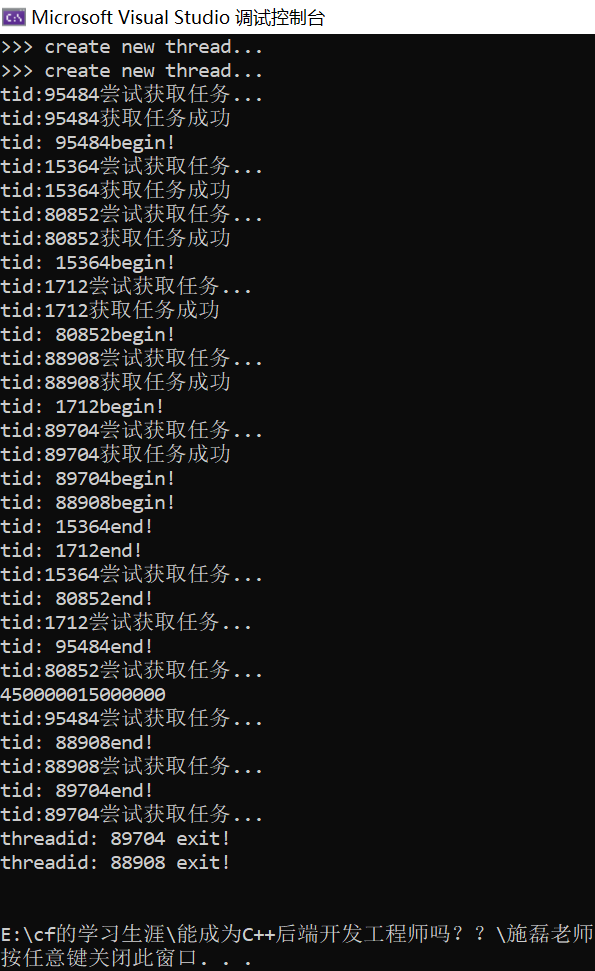 Microsoft Visual Studio 调试控制台
>>> create new thread...
>>> create new thread...
tid:95484尝试获取任务...
tid:95484获取任务成功
tid: 95484begin!
tid:15364尝试获取任务...
tid:15364获取任务成功
tid:80852尝试获取任务...
tid:80852获取任务成功
tid: 15364begin!
tid:1712尝试获取任务...
tid:1712获取任务成功
tid: 80852begin!
tid:88908尝试获取任务...
tid:88908获取任务成功
tid: 1712begin!
tid:89704尝试获取任务...
tid:89704获取任务成功
tid: 89704begin!
tid: 88908begin!
tid: 15364end!
tid: 1712end!
tid:15364尝试获取任务...
tid: 80852end!
tid:1712尝试获取任务...
tid: 95484end!
tid:80852尝试获取任务...
450000015000000
tid:95484尝试获取任务...
tid: 88908end!
tid:88908尝试获取任务...
tid: 89704end!
tid:89704尝试获取任务...
threadid: 89704 exit!
threadid: 88908 exit!
E:\cf的学习生涯\能成为C++后端开发工程师吗？？\施磊老师
按任意键关闭此窗口. . .